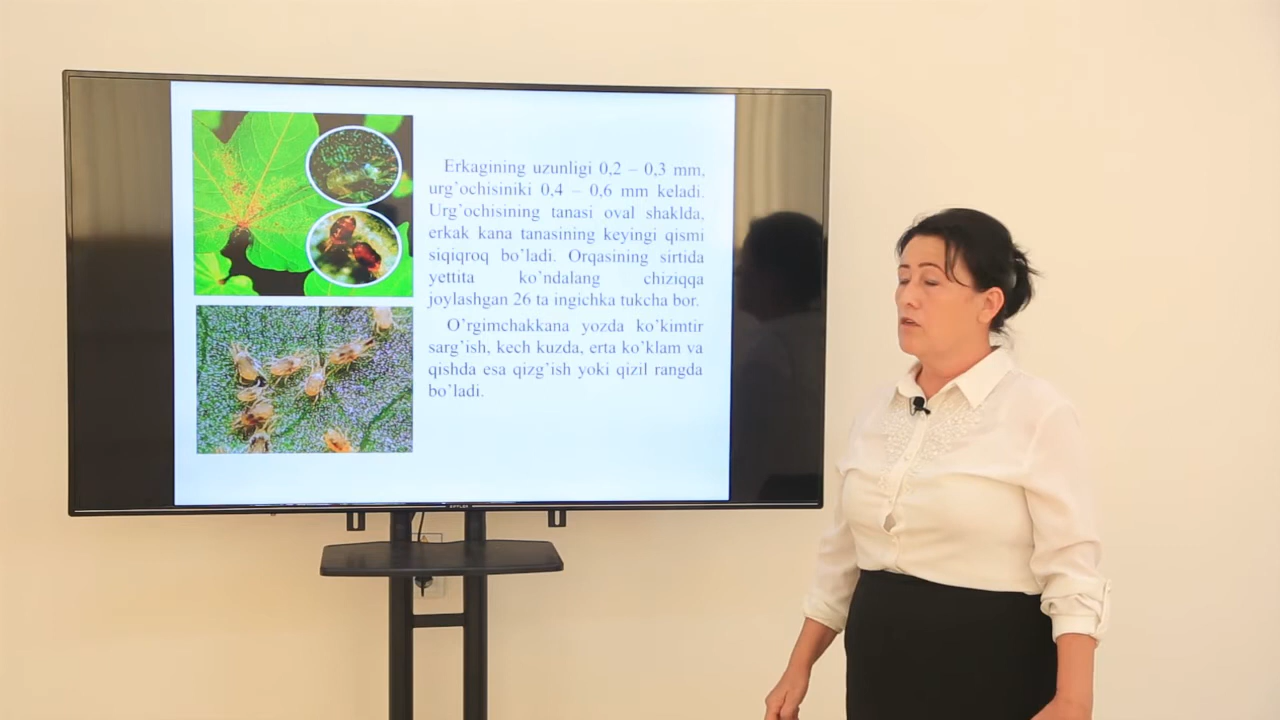 Erkagining uzunligi 0,2 – 0,3 mm,
urg’ochisiniki 0,4 – 0,6 mm keladi.
Urg’ochisining tanasi oval shaklda,
erkak kana tanasining keyingi qismi
siqiqroq bo’ladi. Orqasining sirtida
yettita ko’ndalang chiziqqa
joylashgan 26 ta ingichka tukcha bor.
O’rgimchakkana yozda ko’kimtir
sarg’ish, kech kuzda, erta ko’klam va
qishda esa qizg’ish yoki qizil rangda
bo’ladi.